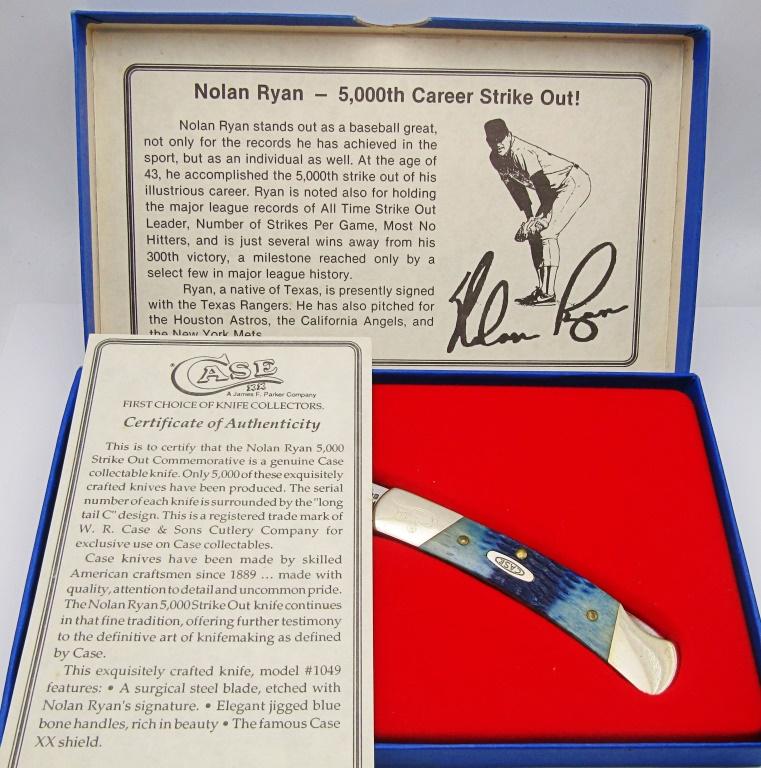 Nolan Ryan – 5,000th Career Strike Out!
Nolan Ryan stands out as a baseball great,
not only for the records he has achieved in the
sport, but as an individual as well. At the age of
43, he accomplished the 5,000th strike out of his
illustrious career. Ryan is noted also for holding
the major league records of All Time Strike Out
Leader, Number of Strikes Per Game, Most No
Hitters, and is just several wins away from his
300th victory, a milestone reached only by a
select few in major league history.
Ryan, a native of Texas, is presently signed
with the Texas Rangers. He has also pitched for
the Houston Astros, the California Angels, and
the New York Mets.
Nolan Ryan
CASE
XX
A James F. Parker Company
FIRST CHOICE OF KNIFE COLLECTORS.
Certificate of Authenticity
This is to certify that the Nolan Ryan 5,000
Strike Out Commemorative is a genuine Case
collectable knife. Only 5,000 of these exquisitely
crafted knives have been produced. The serial
number of each knife is surrounded by the "long
tail C" design. This is a registered trade mark of
W. R. Case & Sons Cutlery Company for
exclusive use on Case collectables.
Case knives have been made by skilled
American craftsmen since 1889 ... made with
quality, attention to detail and uncommon pride.
The Nolan Ryan 5,000 Strike Out knife continues
in that fine tradition, offering further testimony
to the definitive art of knifemaking as defined
by Case.
This exquisitely crafted knife, model #1049
features: • A surgical steel blade, etched with
Nolan Ryan's signature. • Elegant jigged blue
bone handles, rich in beauty • The famous Case
XX shield.
CASE